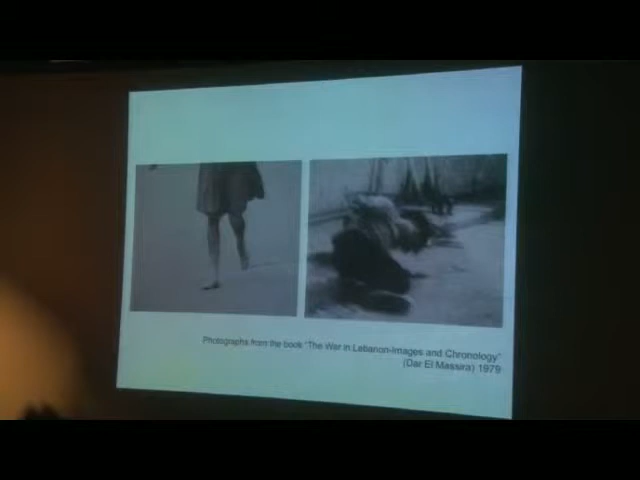 Photographs from the book "The War in Lebanon-Images and Chronology"
(Dar El Massira) 1979